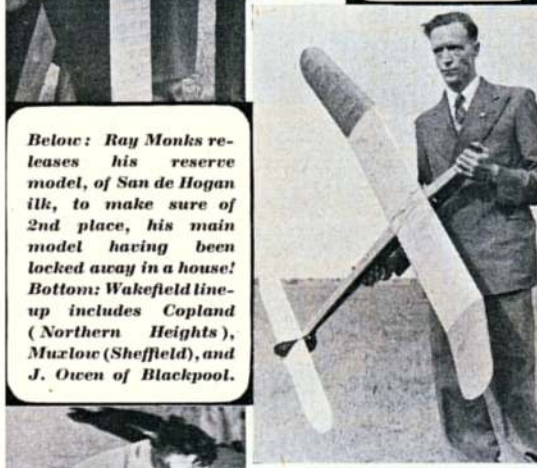 Below: Ray Monks re-
leases his reserve
model, of San de Hogan
ilk, to make sure of
2nd place, his main
model having been
locked away in a house!
Bottom: Wakefield line-
up includes Copland
(Northern Heights),
Muxlow (Sheffield), and
J. Owen of Blackpool.